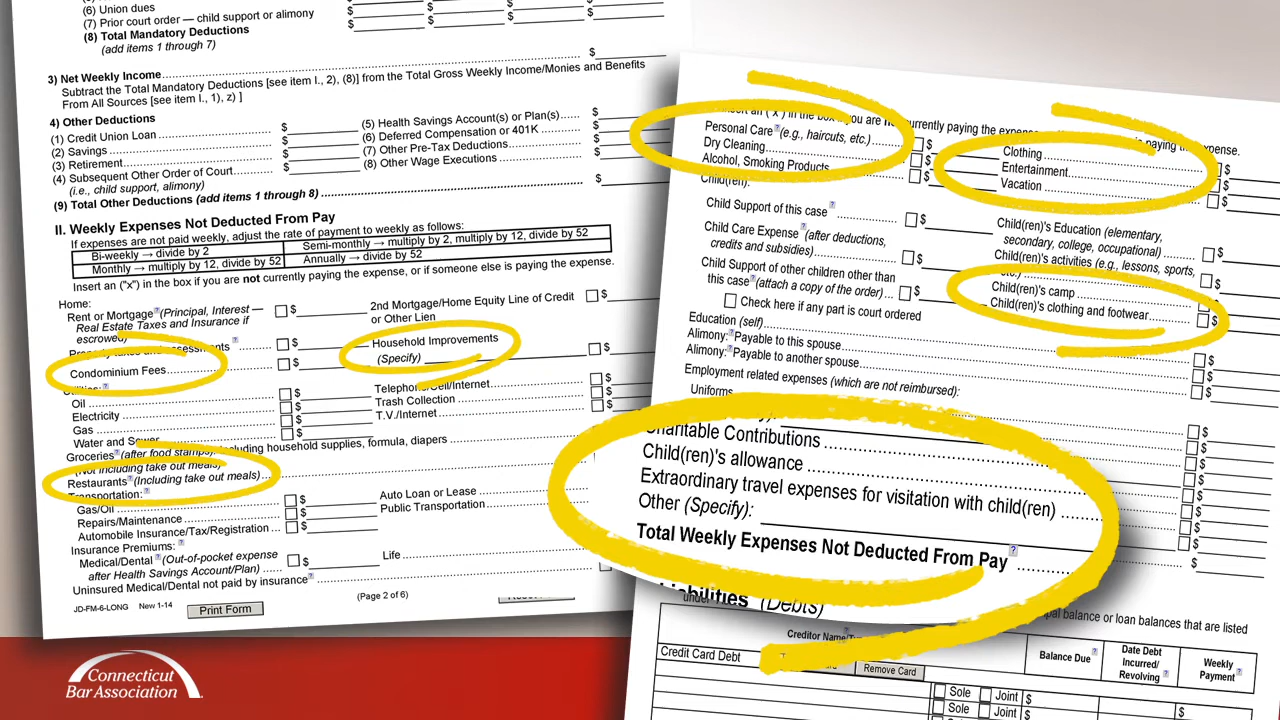 (6) Union dues
(7) Prior court order — child support or alimony
(8) Total Mandatory Deductions
(add items 1 through 7)
$
$
$
$
3) Net Weekly Income
$
Subtract the Total Mandatory Deductions [see item I., 2), (8)] from the Total Gross Weekly Income/Monies and Benefits
From All Sources [see item I., 1), z) ]
4) Other Deductions
(1) Credit Union Loan $
(2) Savings $
(3) Retirement $
(4) Subsequent Other Order of Court $
(i.e., child support, alimony)
(5) Health Savings Account(s) or Plan(s) $
(6) Deferred Compensation or 401K $
(7) Other Pre-Tax Deductions $
(8) Other Wage Executions $
(9) Total Other Deductions (add items 1 through 8) $
II. Weekly Expenses Not Deducted From Pay
If expenses are not paid weekly, adjust the rate of payment to weekly as follows:
Bi-weekly → divide by 2
Semi-monthly → multiply by 2, multiply by 12, divide by 52
Monthly → multiply by 12, divide by 52
Annually → divide by 52
Insert an ("x") in the box if you are not currently paying the expense, or if someone else is paying the expense.
Home:
Rent or Mortgage (Principal, Interest — $
Real Estate Taxes and Insurance if
escrowed)
2nd Mortgage/Home Equity Line of Credit $
or Other Lien
Property taxes and assessments $
Household Improvements
(Specify) $
Condominium Fees $
Oil $
Electricity $
Gas $
Water and Sewer $
Telephone/Cell/Internet $
Trash Collection $
T.V./Internet $
Groceries (after food stamps), including household supplies, formula, diapers
(Not including take out meals)
Restaurants (Including take out meals)
Transportation:
Gas/Oil $
Repairs/Maintenance $
Automobile Insurance/Tax/Registration $
Auto Loan or Lease
Public Transportation
Insurance Premiums:
Medical/Dental (Out-of-pocket expense $
after Health Savings Account/Plan)
Life
Uninsured Medical/Dental not paid by insurance
JD-FM-6-LONG New 1-14
Print Form
(Page 2 of 6)
Personal Care (e.g., haircuts, etc.) $
Dry Cleaning $
Alcohol, Smoking Products $
Clothing $
Entertainment $
Vacation $
Child(ren):
Child Support of this case $
Child Care Expense (after deductions, $
credits and subsidies)
Child Support of other children other than
this case (attach a copy of the order) $
Check here if any part is court ordered
Child(ren)'s Education (elementary,
secondary, college, occupational) $
Child(ren)'s activities (e.g., lessons, sports,
etc.) $
Child(ren)'s camp $
Child(ren)'s clothing and footwear $
Education (self) $
Alimony: Payable to this spouse $
Alimony: Payable to another spouse $
Employment related expenses (which are not reimbursed):
Uniforms $
Charitable Contributions
Child(ren)'s allowance
Extraordinary travel expenses for visitation with child(ren)
Other (Specify):
Total Weekly Expenses Not Deducted From Pay
Liabilities (Debts)
principal balance or loan balances that are listed
under
Creditor Name
Balance Due
Date Debt
Incurred/
Revolving
Weekly
Payment
Credit Card Debt
Remove Card
Sole Joint $ $
Sole Joint $
Connecticut
Bar Association